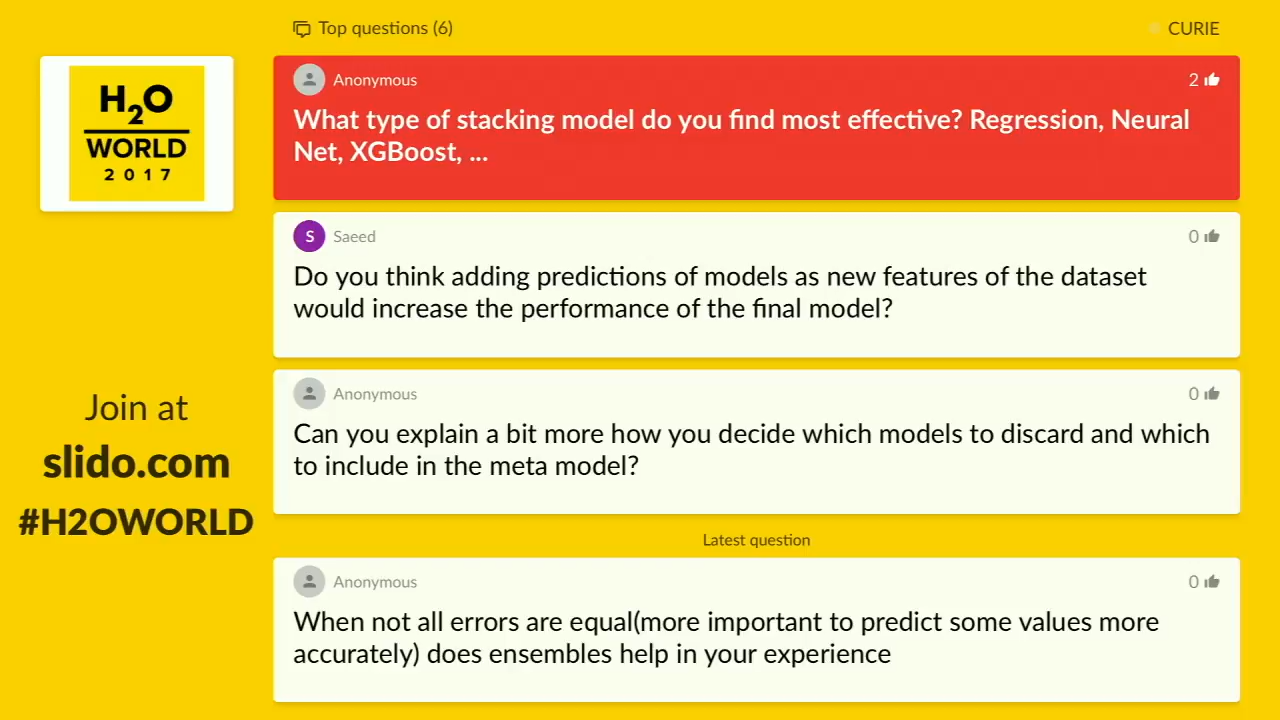 Top questions (6)
CURIE
H2O
WORLD
2017
Anonymous
2
What type of stacking model do you find most effective? Regression, Neural
Net, XGBoost, ...
S
Saeed
0
Do you think adding predictions of models as new features of the dataset
would increase the performance of the final model?
Anonymous
0
Can you explain a bit more how you decide which models to discard and which
to include in the meta model?
Join at
slido.com
#H2OWORLD
Latest question
Anonymous
0
When not all errors are equal(more important to predict some values more
accurately) does ensembles help in your experience